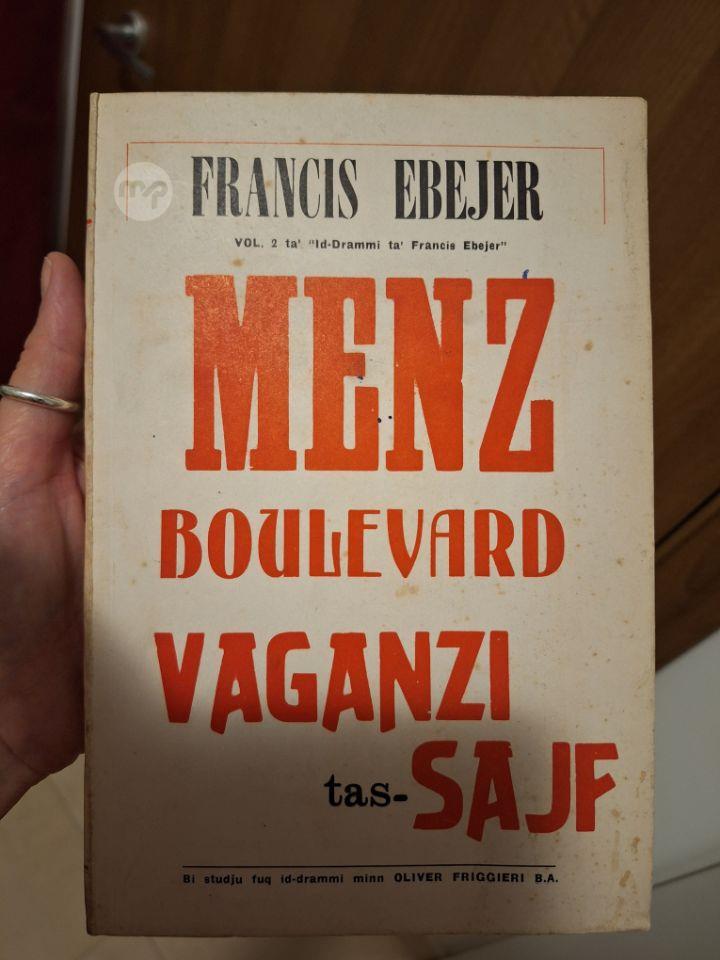 mp
FRANCIS EBEJER
VOL. 2 ta' "Id-Drammi ta' Francis Ebejer"
MENZ
BOULEVARD
VAGANZI
tas-SAJF
Bi studju fuq id-drammi minn OLIVER FRIGGIERI B.A.